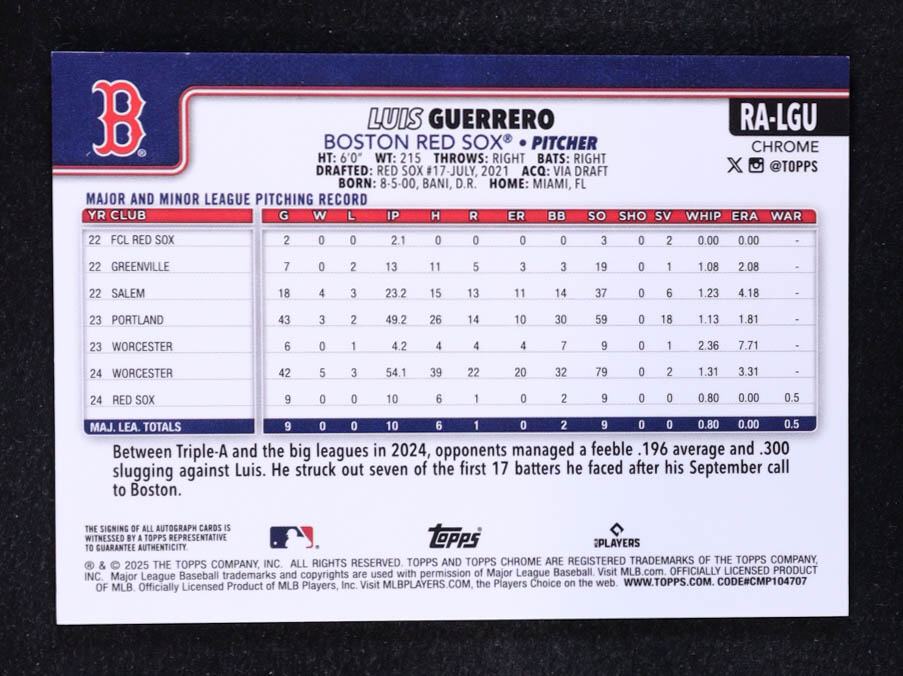 B®
LUIS GUERRERO
RA-LGU
BOSTON RED SOX® • PITCHER
CHROME
HT: 6'0" WT: 215 THROWS: RIGHT BATS: RIGHT
X @TOPPS
DRAFTED: RED SOX #17-JULY, 2021 ACQ: VIA DRAFT
BORN: 8-5-00, BANI, D.R. HOME: MIAMI, FL
MAJOR AND MINOR LEAGUE PITCHING RECORD
YR CLUB G W L IP H R ER BB SO SHO SV WHIP ERA WAR
22 FCL RED SOX 2 0 0 2.1 0 0 0 0 3 0 2 0.00 0.00 -
22 GREENVILLE 7 0 2 13 11 5 3 3 19 0 1 1.08 2.08 -
22 SALEM 18 4 3 23.2 15 13 11 14 37 0 6 1.23 4.18 -
23 PORTLAND 43 3 2 49.2 26 14 10 30 59 0 18 1.13 1.81 -
23 WORCESTER 6 0 1 4.2 4 4 4 7 9 0 1 2.36 7.71 -
24 WORCESTER 42 5 3 54.1 39 22 20 32 79 0 2 1.31 3.31 -
24 RED SOX 9 0 0 10 6 1 0 2 9 0 0 0.80 0.00 0.5
MAJ. LEA. TOTALS 9 0 0 10 6 1 0 2 9 0 0 0.80 0.00 0.5
Between Triple-A and the big leagues in 2024, opponents managed a feeble .196 average and .300
slugging against Luis. He struck out seven of the first 17 batters he faced after his September call
to Boston.
THE SIGNING OF ALL AUTOGRAPH CARDS IS
WITNESSED BY A TOPPS REPRESENTATIVE
TO GUARANTEE AUTHENTICITY.
TOPPS®
MLBPLAYERS
® & © 2025 THE TOPPS COMPANY, INC. ALL RIGHTS RESERVED. TOPPS AND TOPPS CHROME ARE REGISTERED TRADEMARKS OF THE TOPPS COMPANY,
INC. Major League Baseball trademarks and copyrights are used with permission of Major League Baseball. Visit MLB.com. OFFICIALLY LICENSED PRODUCT
OF MLB. Officially Licensed Product of MLB Players, Inc. Visit MLBPLAYERS.COM, the Players Choice on the web. WWW.TOPPS.COM. CODE#CMP104707